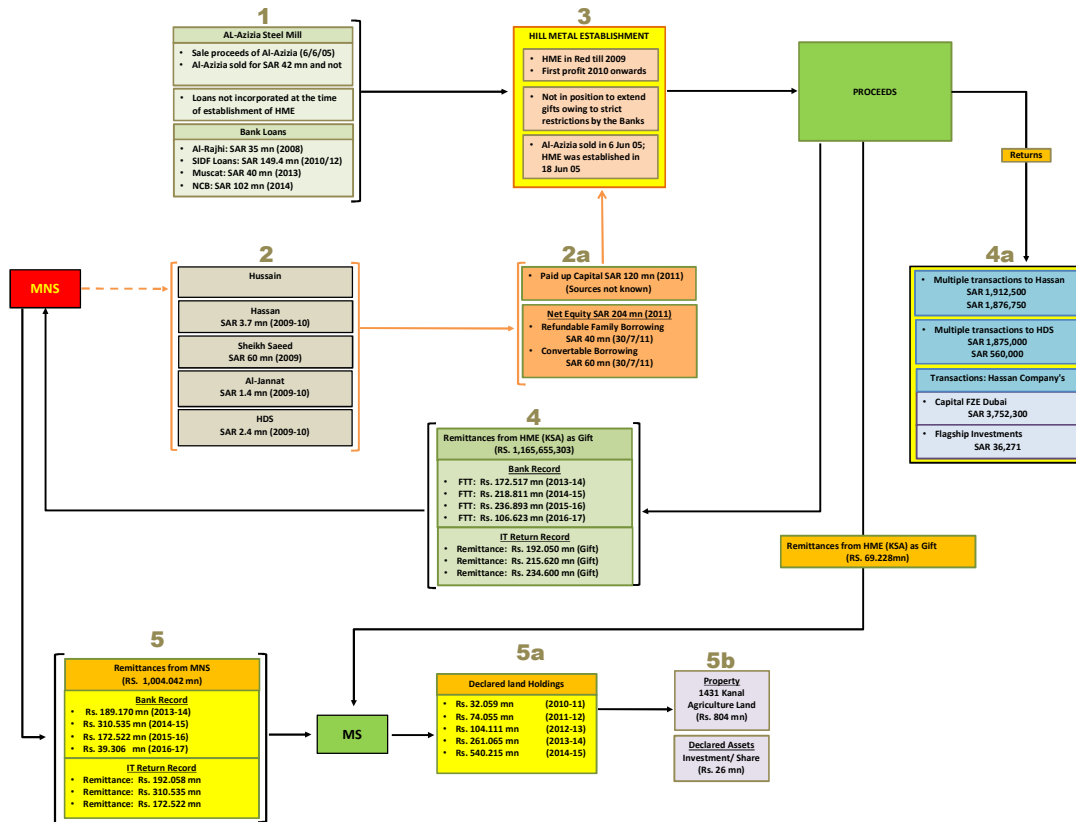 1
AL-Azizia Steel Mill
• Sale proceeds of Al-Azizia (6/6/05)
• Al-Azizia sold for SAR 42 mn and not
• Loans not incorporated at the time
of establishment of HME
Bank Loans
• Al-Rajhi: SAR 35 mn (2008)
• SIDF Loans: SAR 149.4 mn (2010/12)
• Muscat: SAR 40 mn (2013)
• NCB: SAR 102 mn (2014)
3
HILL METAL ESTABLISHMENT
• HME in Red till 2009
• First profit 2010 onwards
• Not in position to extend
gifts owing to strict
restrictions by the Banks
• Al-Azizia sold in 6 Jun 05;
HME was established in
18 Jun 05
PROCEEDS
Returns
MNS
2
Hussain
Hassan
SAR 3.7 mn (2009-10)
Sheikh Saeed
SAR 60 mn (2009)
Al-Jannat
SAR 1.4 mn (2009-10)
HDS
SAR 2.4 mn (2009-10)
2a
• Paid up Capital SAR 120 mn (2011)
(Sources not known)
Net Equity SAR 204 mn (2011)
• Refundable Family Borrowing
SAR 40 mn (30/7/11)
• Convertable Borrowing
SAR 60 mn (30/7/11)
4a
• Multiple transactions to Hassan
SAR 1,912,500
SAR 1,876,750
• Multiple transactions to HDS
SAR 1,875,000
SAR 560,000
Transactions: Hassan Company's
• Capital FZE Dubai
SAR 3,752,300
• Flagship Investments
SAR 36,271
4
Remittances from HME (KSA) as Gift
(RS. 1,165,655,303)
Bank Record
• FTT: Rs. 172.517 mn (2013-14)
• FTT: Rs. 218.811 mn (2014-15)
• FTT: Rs. 236.893 mn (2015-16)
• FTT: Rs. 106.623 mn (2016-17)
IT Return Record
• Remittance: Rs. 192.050 mn (Gift)
• Remittance: Rs. 215.620 mn (Gift)
• Remittance: Rs. 234.600 mn (Gift)
Remittances from HME (KSA) as Gift
(RS. 69.228mn)
5
Remittances from MNS
(RS. 1,004.042 mn)
Bank Record
• Rs. 189.170 mn (2013-14)
• Rs. 310.535 mn (2014-15)
• Rs. 172.522 mn (2015-16)
• Rs. 39.306 mn (2016-17)
IT Return Record
• Remittance: Rs. 192.058 mn
• Remittance: Rs. 310.535 mn
• Remittance: Rs. 172.522 mn
MS
5a
Declared land Holdings
• Rs. 32.059 mn (2010-11)
• Rs. 74.055 mn (2011-12)
• Rs. 104.111 mn (2012-13)
• Rs. 261.065 mn (2013-14)
• Rs. 540.215 mn (2014-15)
5b
Property
1431 Kanal
Agriculture Land
(Rs. 804 mn)
Declared Assets
Investment/ Share
(Rs. 26 mn)